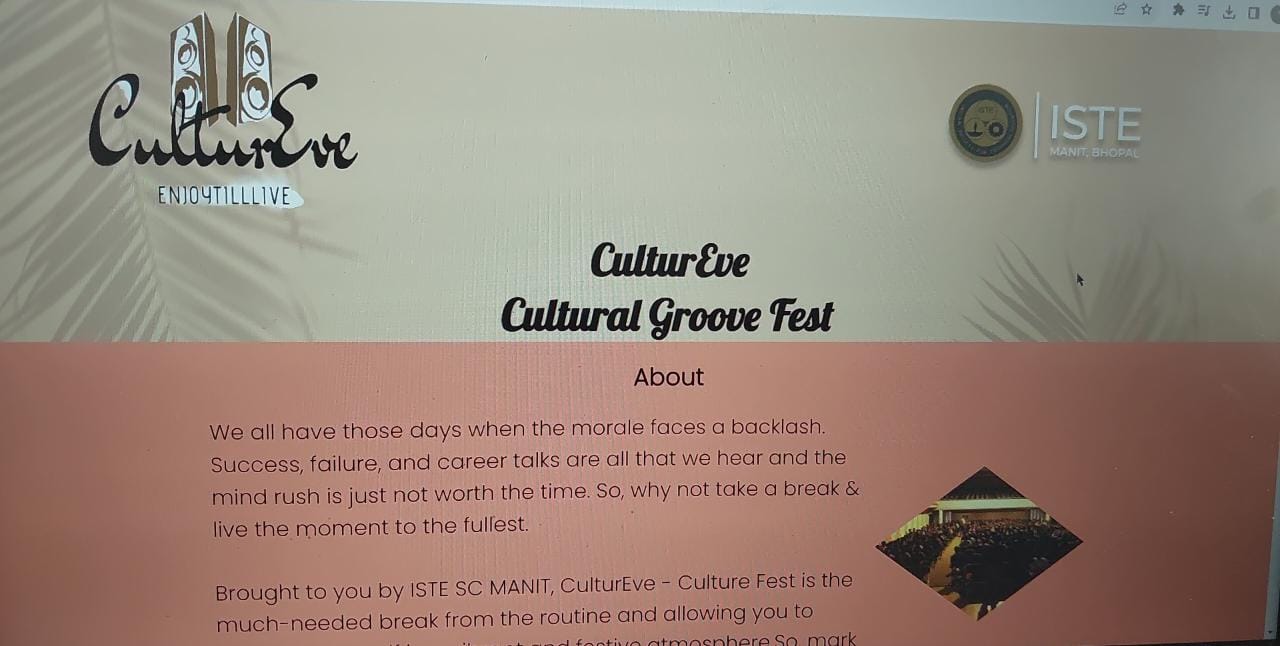 CulturEve
ENJOYTILLLIVE
ISTE
MANIT, BHOPAL
CulturEve
Cultural Groove Fest
About
We all have those days when the morale faces a backlash.
Success, failure, and career talks are all that we hear and the
mind rush is just not worth the time. So, why not take a break &
live the moment to the fullest.
Brought to you by ISTE SC MANIT, CulturEve - Culture Fest is the
much-needed break from the routine and allowing you to
and festive atmosphere.So, mark